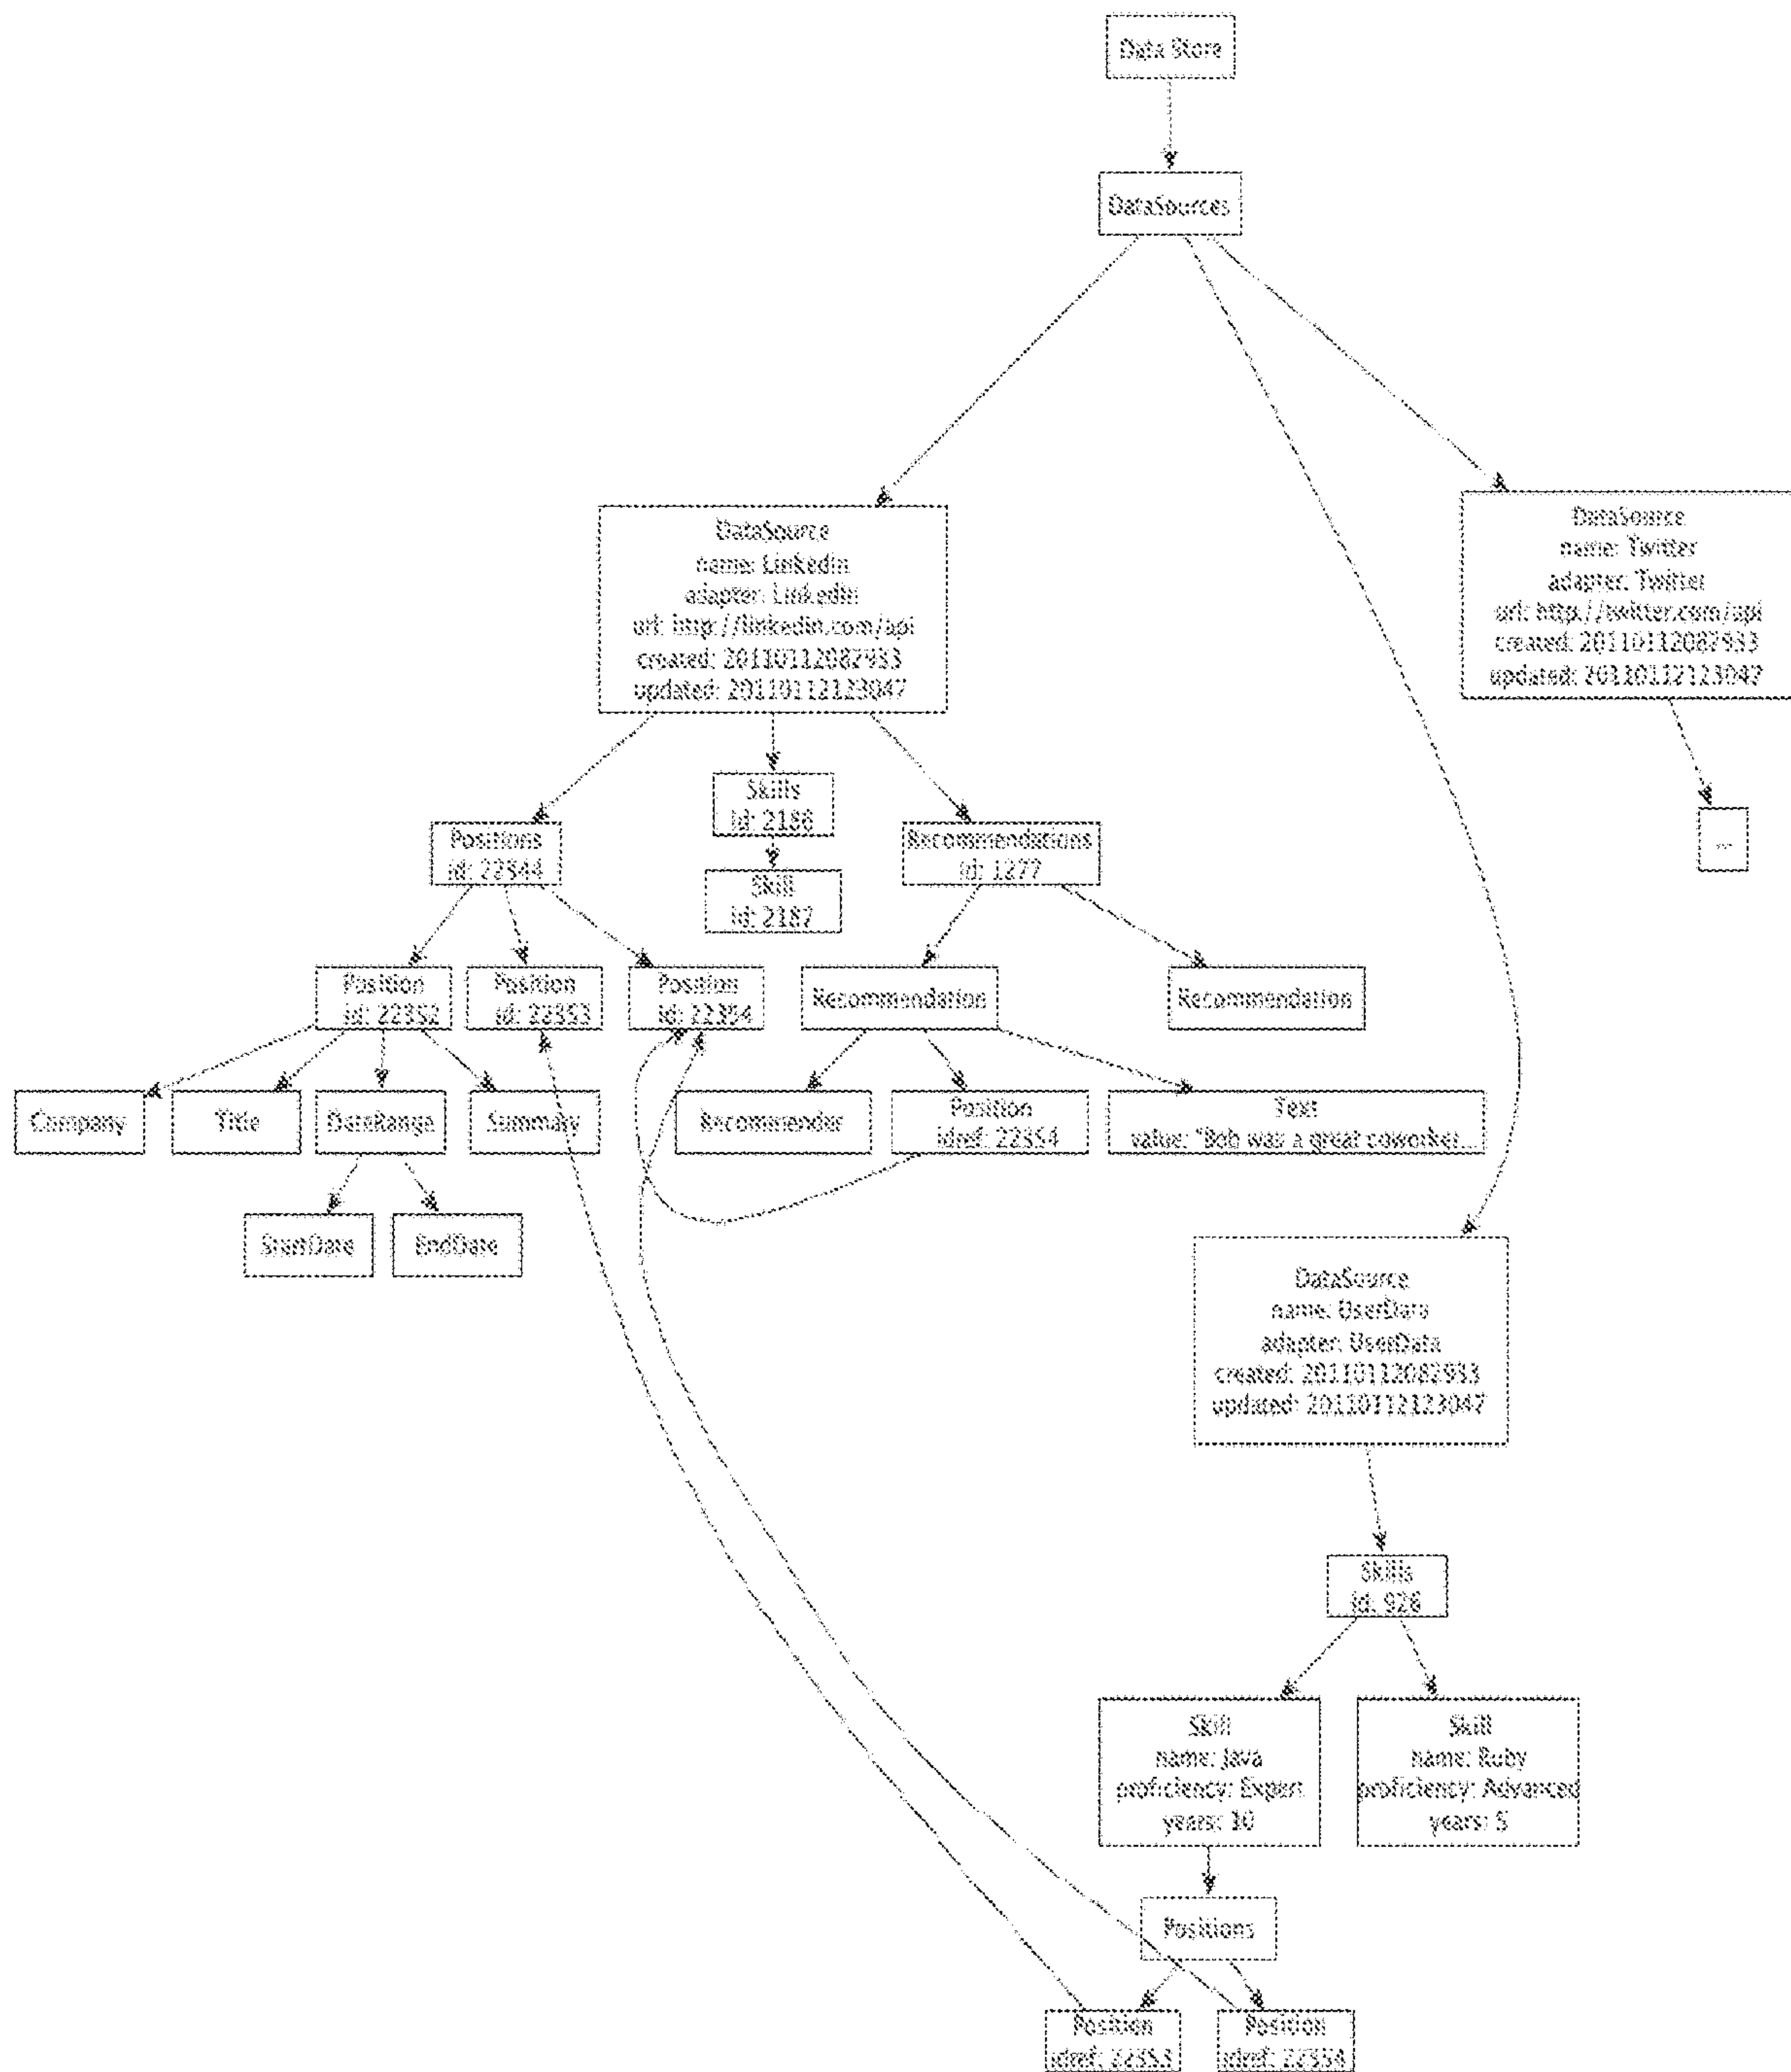 Data Store
DataSources
DataSource
name: LinkedIn
adapter: LinkedIn
url: http://linkedin.com/api
created: 20110112082933
updated: 20110112123047
DataSource
name: Twitter
adapter: Twitter
url: http://twitter.com/api
created: 20110112082933
updated: 20110112123047
...
Skills
id: 2186
Skill
id: 2187
Positions
id: 22344
Recommendations
id: 1277
Position
id: 22352
Position
id: 22353
Position
id: 22354
Recommendation
Recommendation
Company
Title
DateRange
Summary
Recommender
Position
idref: 22354
Text
value: "Bob was a great coworker...
StartDate
EndDate
DataSource
name: UserData
adapter: UserData
created: 20110112082933
updated: 20110112123047
Skills
id: 926
Skill
name: Java
proficiency: Expert
years: 10
Skill
name: Ruby
proficiency: Advanced
years: 5
Positions
Position
idref: 22353
Position
idref: 22354